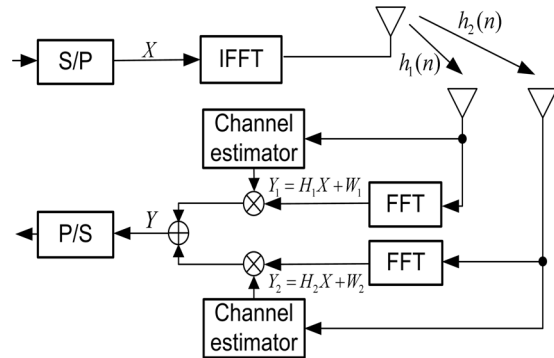 h₂(n)
S/P
X
IFFT
h₁(n)
Channel
estimator
Y₁ = H₁X + W₁
FFT
P/S
Y
FFT
Y₂ = H₂X + W₂
Channel
estimator